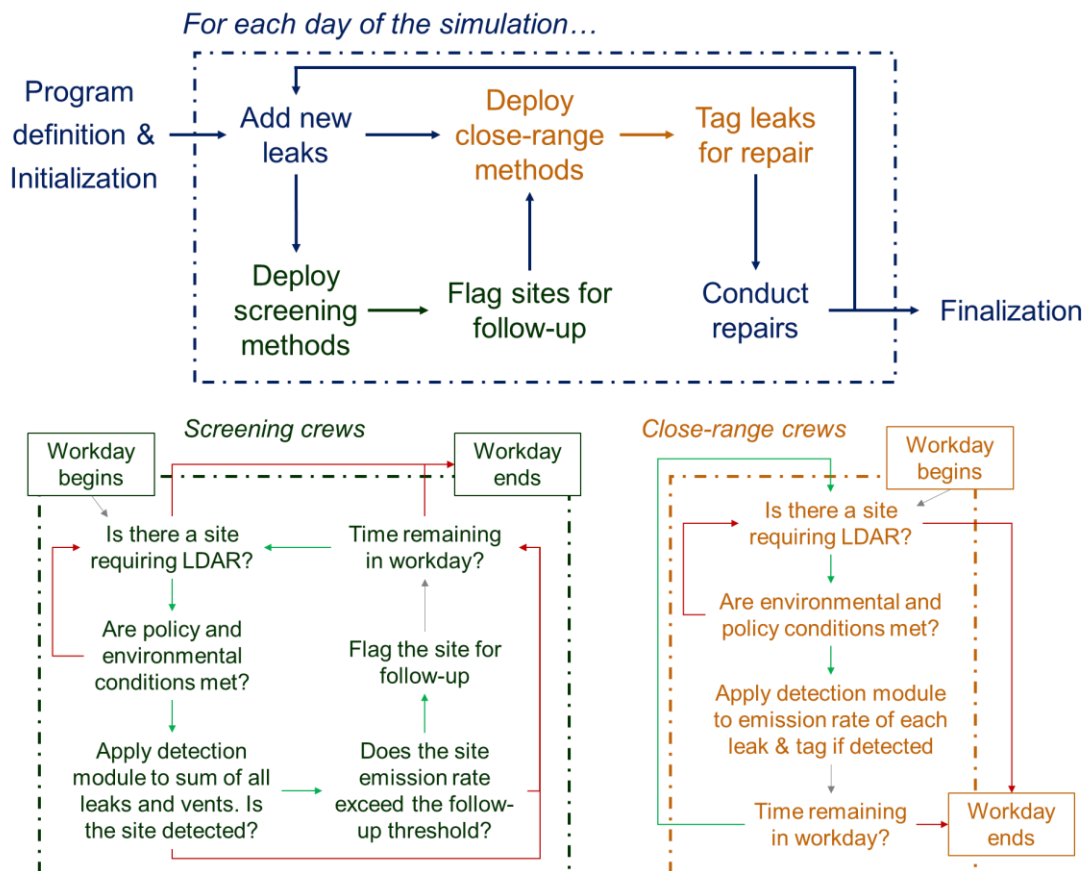 For each day of the simulation…
Program
definition &
Initialization
Add new
leaks
Deploy
close-range
methods
Tag leaks
for repair
Deploy
screening
methods
Flag sites for
follow-up
Conduct
repairs
Finalization
Screening crews
Workday
begins
Workday
ends
Is there a site
requiring LDAR?
Time remaining
in workday?
Are policy and
environmental
conditions met?
Flag the site for
follow-up
Apply detection
module to sum of all
leaks and vents. Is
the site detected?
Does the site
emission rate
exceed the follow-
up threshold?
Close-range crews
Workday
begins
Is there a site
requiring LDAR?
Are environmental and
policy conditions met?
Apply detection module
to emission rate of each
leak & tag if detected
Time remaining
in workday?
Workday
ends